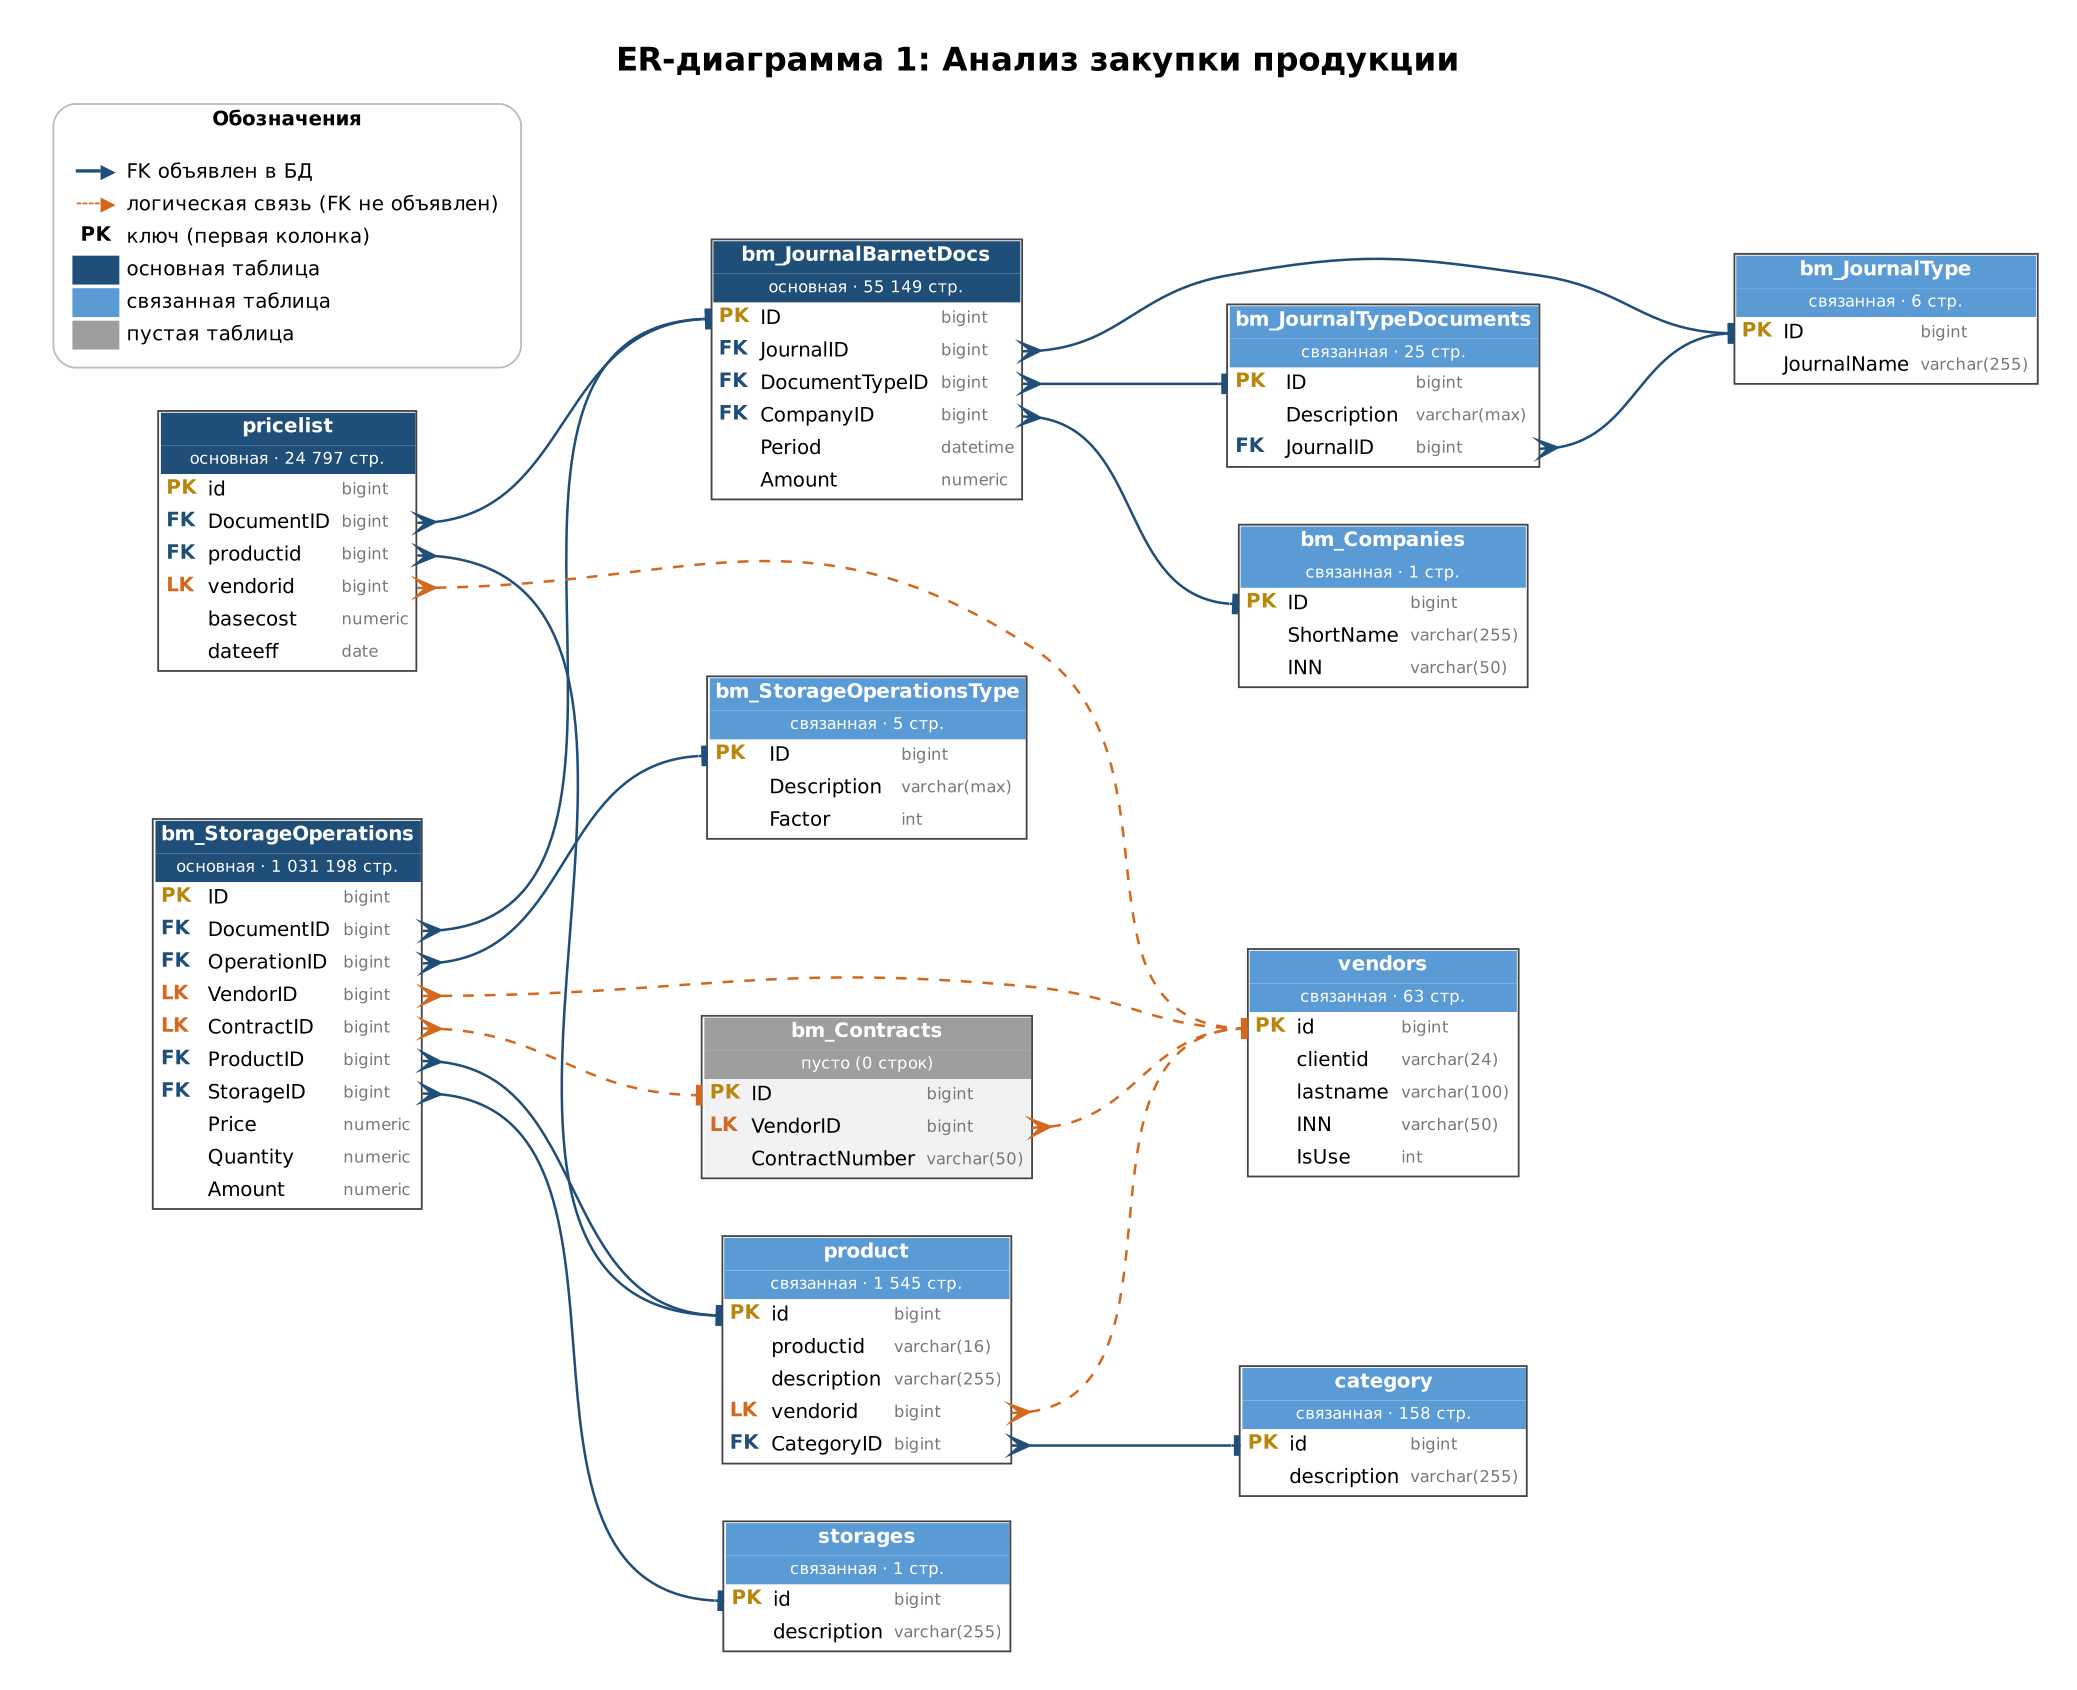 ER-диаграмма 1: Анализ закупки продукции
Обозначения
FK объявлен в БД
логическая связь (FK не объявлен)
PK ключ (первая колонка)
основная таблица
связанная таблица
пустая таблица
pricelist
основная · 24 797 стр.
PK id bigint
FK DocumentID bigint
FK productid bigint
LK vendorid bigint
basecost numeric
dateeff date
bm_StorageOperations
основная · 1 031 198 стр.
PK ID bigint
FK DocumentID bigint
FK OperationID bigint
LK VendorID bigint
LK ContractID bigint
FK ProductID bigint
FK StorageID bigint
Price numeric
Quantity numeric
Amount numeric
bm_JournalBarnetDocs
основная · 55 149 стр.
PK ID bigint
FK JournalID bigint
FK DocumentTypeID bigint
FK CompanyID bigint
Period datetime
Amount numeric
bm_StorageOperationsType
связанная · 5 стр.
PK ID bigint
Description varchar(max)
Factor int
bm_Contracts
пусто (0 строк)
PK ID bigint
LK VendorID bigint
ContractNumber varchar(50)
product
связанная · 1 545 стр.
PK id bigint
productid varchar(16)
description varchar(255)
LK vendorid bigint
FK CategoryID bigint
storages
связанная · 1 стр.
PK id bigint
description varchar(255)
bm_JournalTypeDocuments
связанная · 25 стр.
PK ID bigint
Description varchar(max)
FK JournalID bigint
bm_Companies
связанная · 1 стр.
PK ID bigint
ShortName varchar(255)
INN varchar(50)
vendors
связанная · 63 стр.
PK id bigint
clientid varchar(24)
lastname varchar(100)
INN varchar(50)
IsUse int
category
связанная · 158 стр.
PK id bigint
description varchar(255)
bm_JournalType
связанная · 6 стр.
PK ID bigint
JournalName varchar(255)